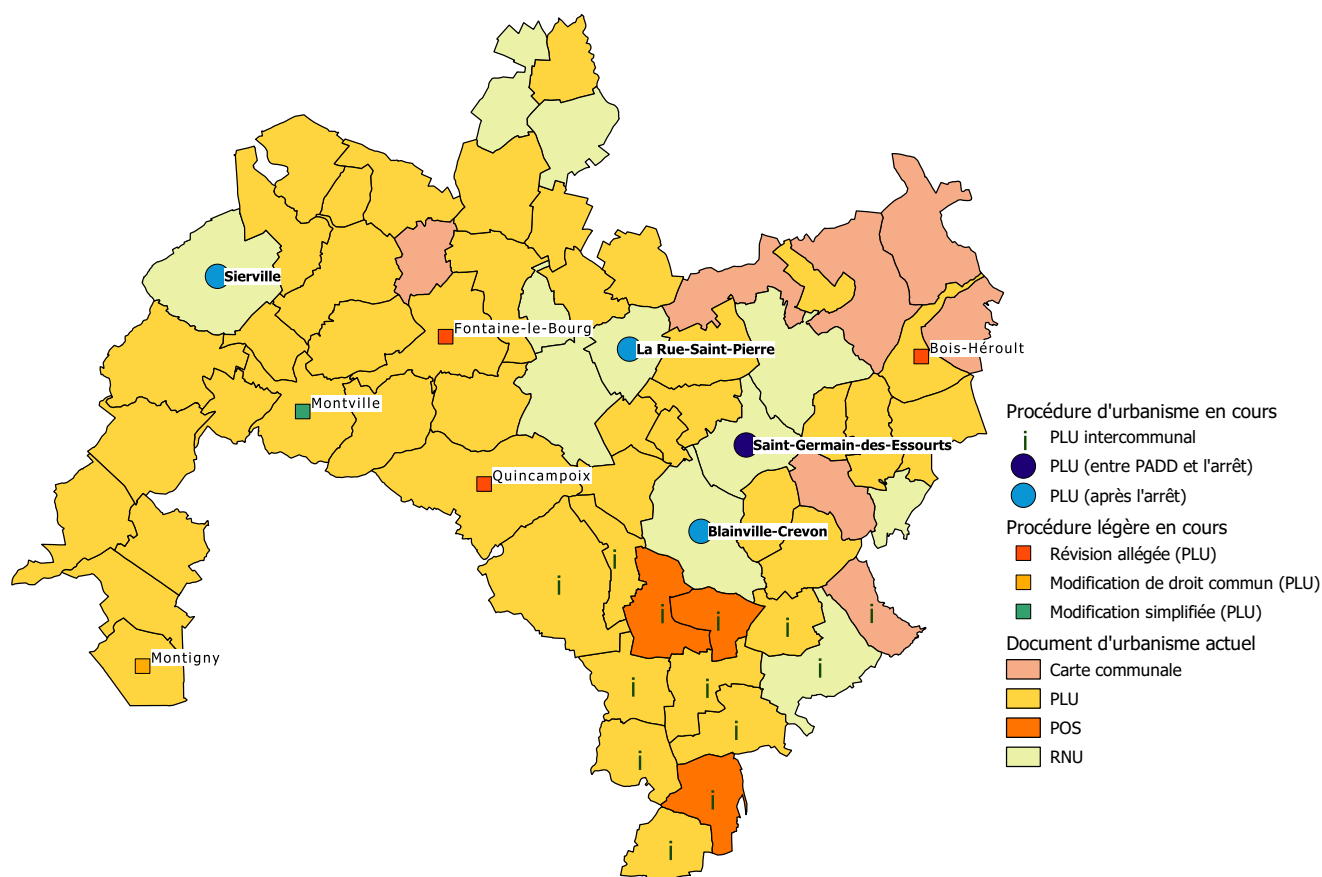 Sierville
Fontaine-le-Bourg
La Rue-Saint-Pierre
Bois-Héroult
Montville
Saint-Germain-des-Essourts
Quincampoix
Blainville-Crevon
Montigny
i
i
i
i
i
i
i
i
i
i
i
i
i
Procédure d'urbanisme en cours
i PLU intercommunal
PLU (entre PADD et l'arrêt)
PLU (après l'arrêt)
Procédure légère en cours
Révision allégée (PLU)
Modification de droit commun (PLU)
Modification simplifiée (PLU)
Document d'urbanisme actuel
Carte communale
PLU
POS
RNU